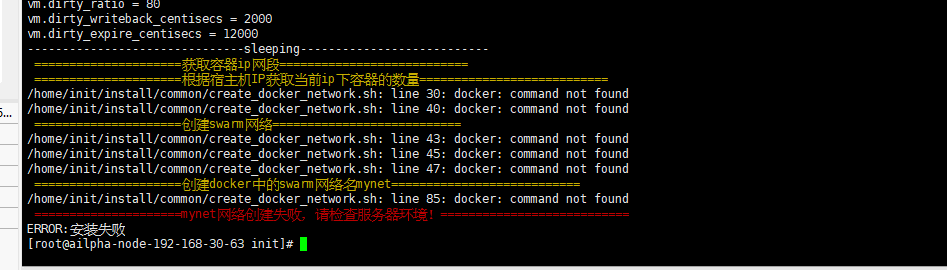 vm.dirty_ratio = 80
vm.dirty_writeback_centisecs = 2000
vm.dirty_expire_centisecs = 12000
-------------------------------sleeping---------------------------
=====================获取容器ip网段===========================
=====================根据宿主机IP获取当前ip下容器的数量===========================
/home/init/install/common/create_docker_network.sh: line 30: docker: command not found
/home/init/install/common/create_docker_network.sh: line 40: docker: command not found
=====================创建swarm网络===========================
/home/init/install/common/create_docker_network.sh: line 43: docker: command not found
/home/init/install/common/create_docker_network.sh: line 45: docker: command not found
/home/init/install/common/create_docker_network.sh: line 47: docker: command not found
=====================创建docker中的swarm网络名mynet===========================
/home/init/install/common/create_docker_network.sh: line 85: docker: command not found
=====================mynet网络创建失败，请检查服务器环境！===========================
ERROR:安装失败
[root@ailpha-node-192-168-30-63 init]#